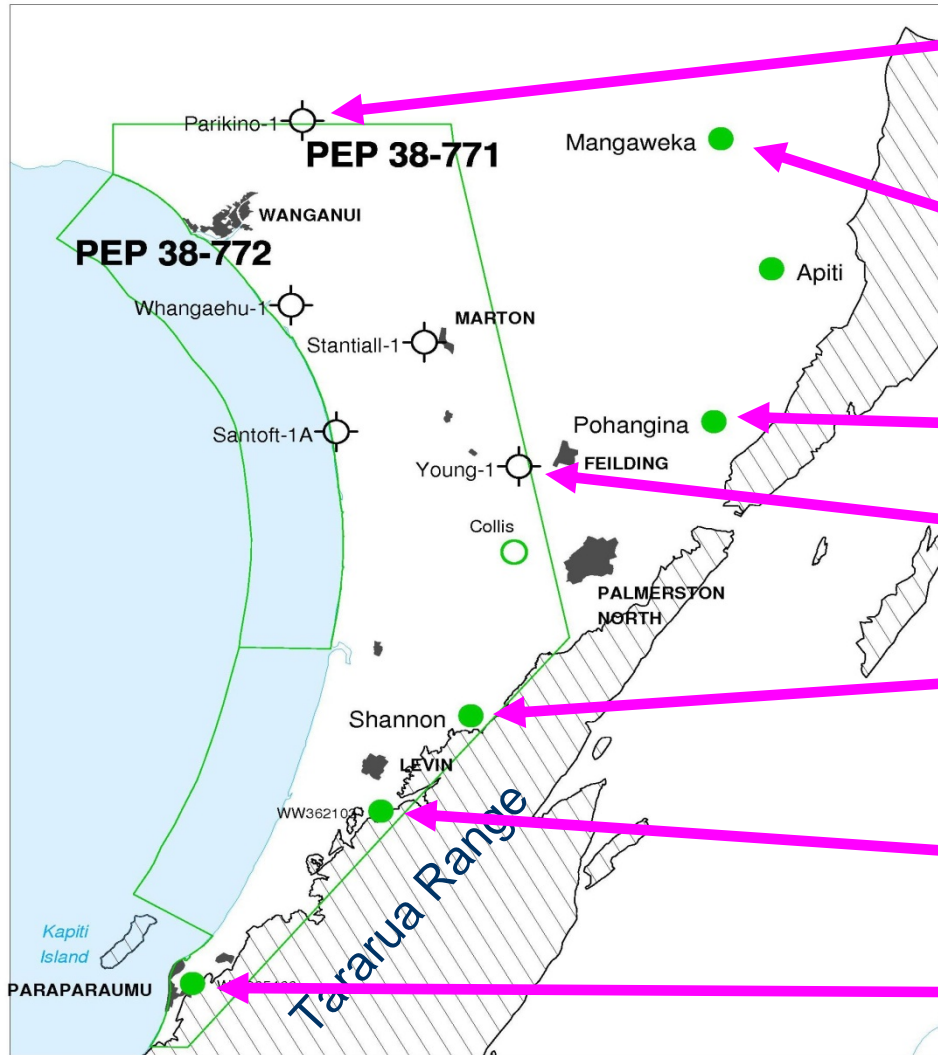 Parikino-1
Mangaweka
PEP 38-771
WANGANUI
PEP 38-772
Apiti
Whangaehu-1
MARTON
Stantiall-1
Pohangina
Santoft-1A
FEILDING
Young-1
Collis
PALMERSTON
NORTH
Shannon
LEVIN
Tararua Range
Kapiti
Island
PARAPARAUMU